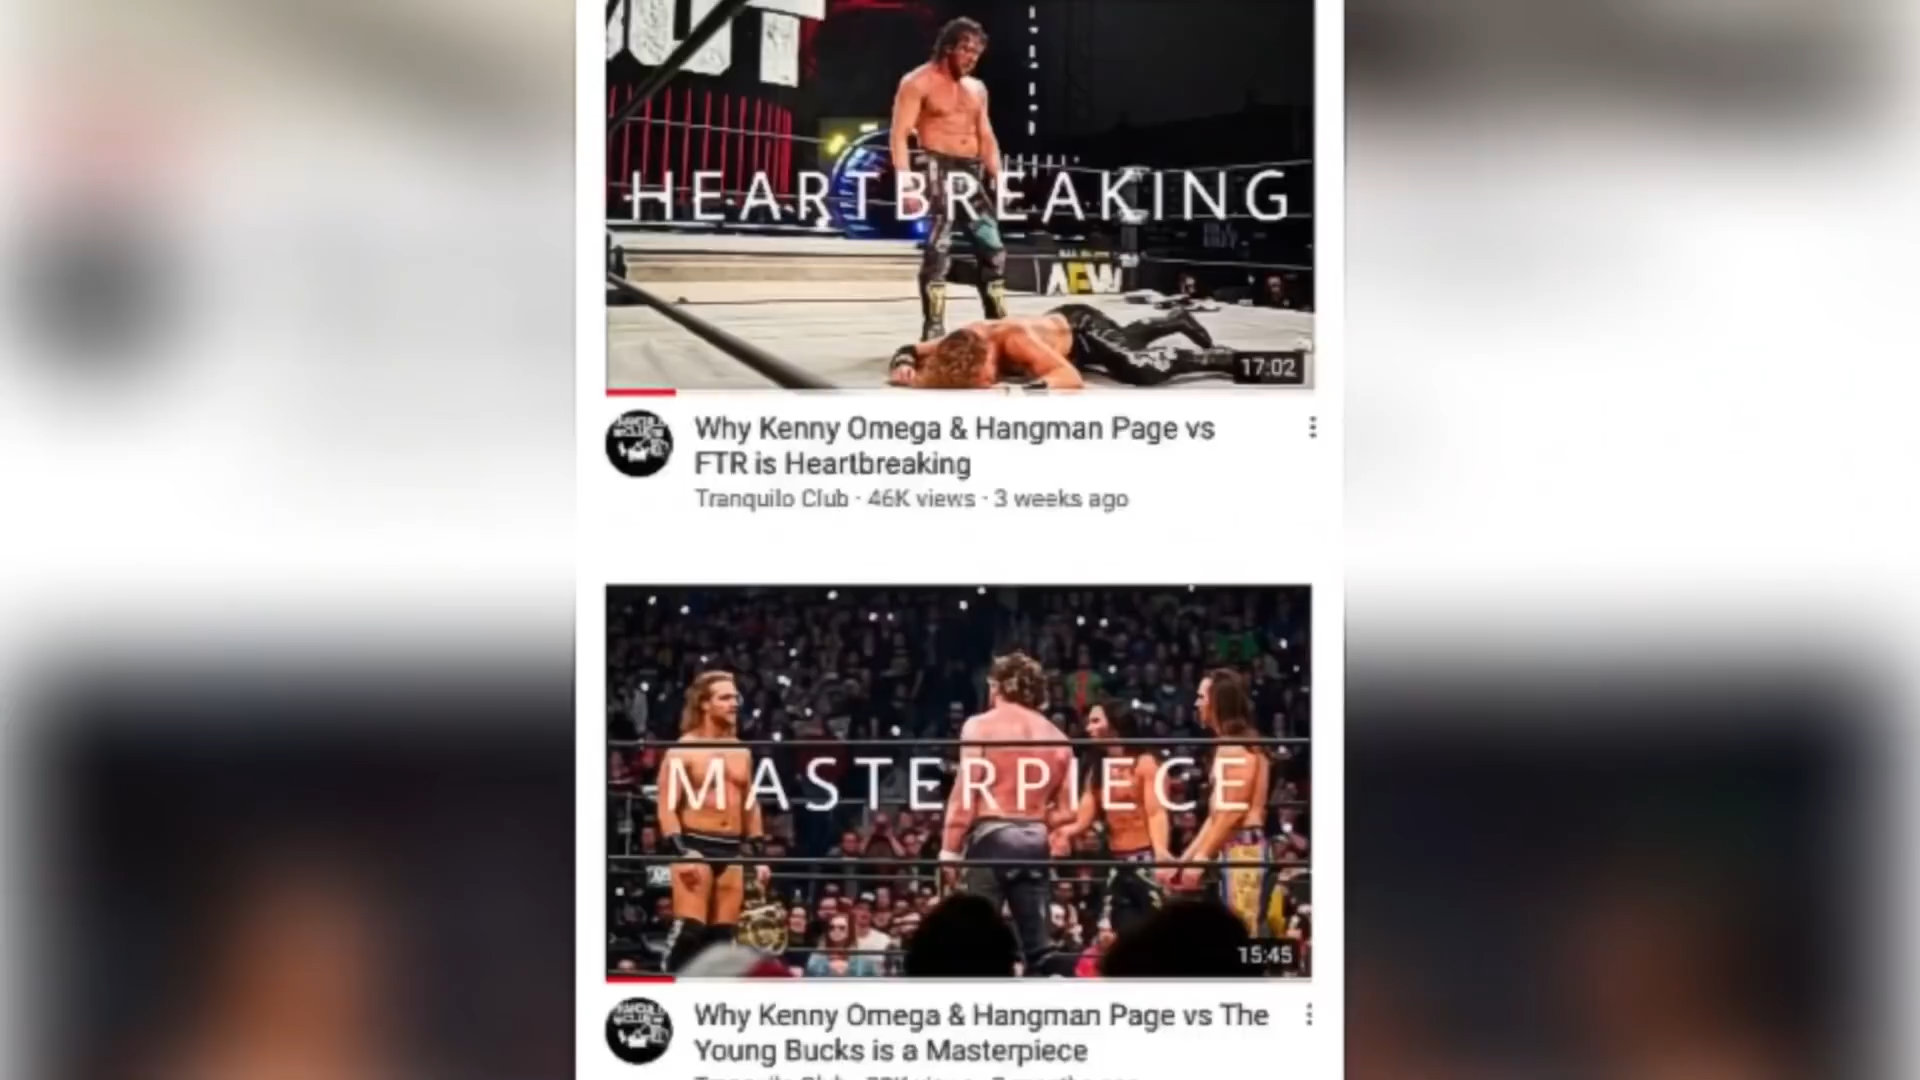 HEARTBREAKING
AEW
17:02
Why Kenny Omega & Hangman Page vs
FTR is Heartbreaking
Tranquilo Club · 46K views · 3 weeks ago
MASTERPIECE
15:45
Why Kenny Omega & Hangman Page vs The
Young Bucks is a Masterpiece